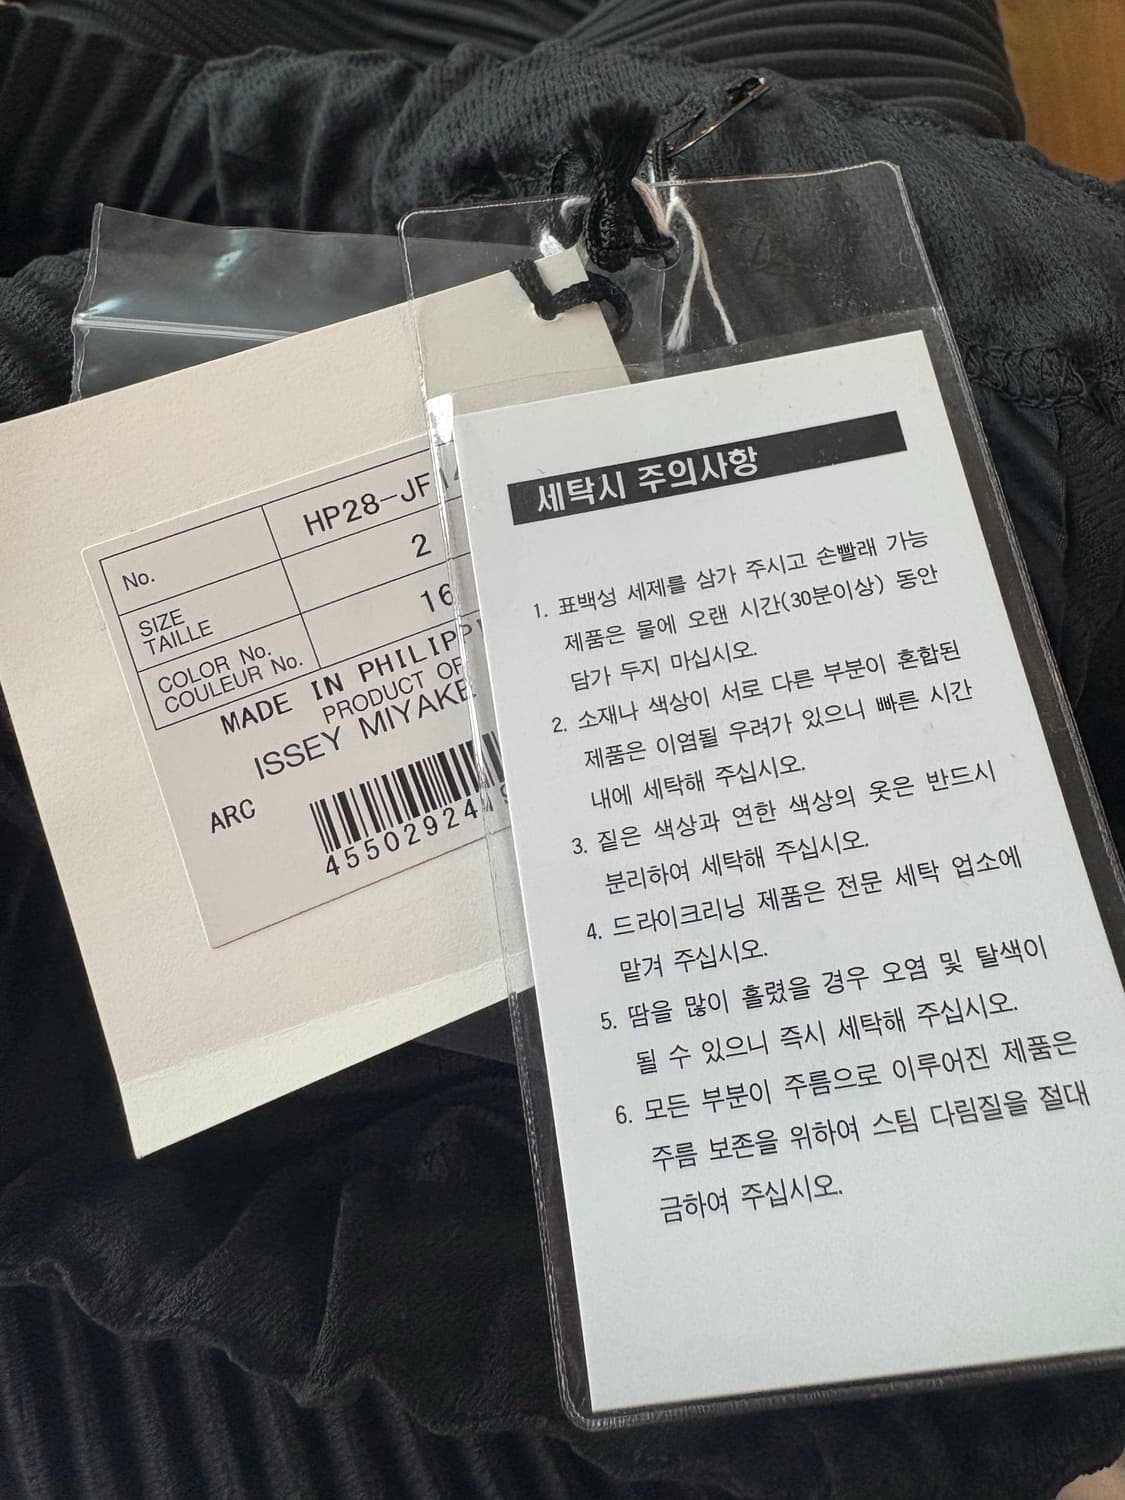 No. HP28-JF
SIZE
TAILLE 2
COLOR No.
COULEUR No. 16
MADE IN
PRODUCT OF
ISSEY MIYAKE
ARC
45502924
세탁시 주의사항
1. 표백성 세제를 삼가 주시고 손빨래 가능
제품은 물에 오랜 시간(30분이상) 동안
담가 두지 마십시오.
2. 소재나 색상이 서로 다른 부분이 혼합된
제품은 이염될 우려가 있으니 빠른 시간
내에 세탁해 주십시오.
3. 짙은 색상과 연한 색상의 옷은 반드시
분리하여 세탁해 주십시오.
4. 드라이크리닝 제품은 전문 세탁 업소에
맡겨 주십시오.
5. 땀을 많이 흘렸을 경우 오염 및 탈색이
될 수 있으니 즉시 세탁해 주십시오.
6. 모든 부분이 주름으로 이루어진 제품은
주름 보존을 위하여 스팀 다림질을 절대
금하여 주십시오.